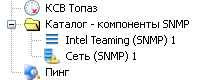 КСВ Топаз
Каталог - компоненты SNMP
Intel Teaming (SNMP) 1
Сеть (SNMP) 1
Пинг